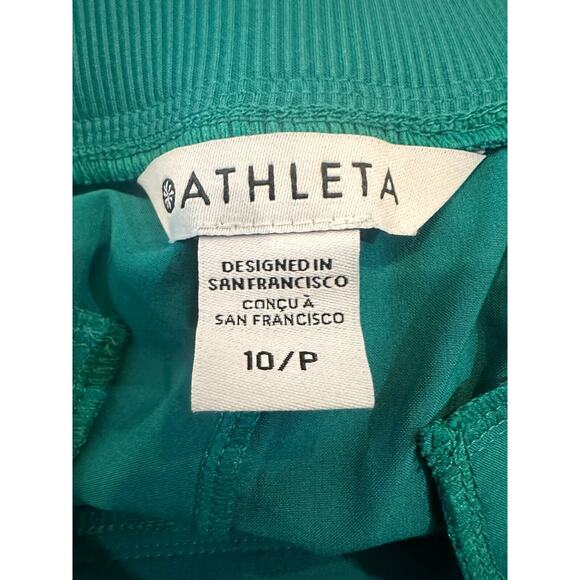 ATHLETA
DESIGNED IN
SAN FRANCISCO
CONÇU À
SAN FRANCISCO
10/P